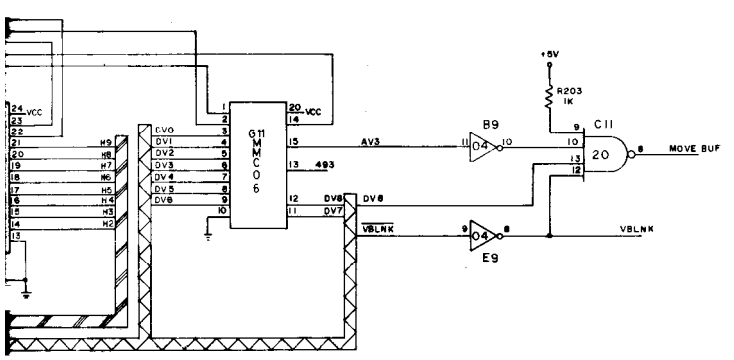 +5V
R203
1K
24 VCC
23
22
21 H9
20 H8
19 H7
18 H6
17 H5
16 H4
15 H3
14 H2
13
G11
MMC06
1
2
DV0 3
DV1 4
DV2 5
DV3 6
DV4 7
DV5 8
DV6 9
10
20 VCC
14
15 AV3
13 493
12 DV8
11 DV7
DV6
VBLNK
B9
11 04 10
9 04 8
E9
C11
9
10
13
12
20
8 MOVE BUF
VBLNK